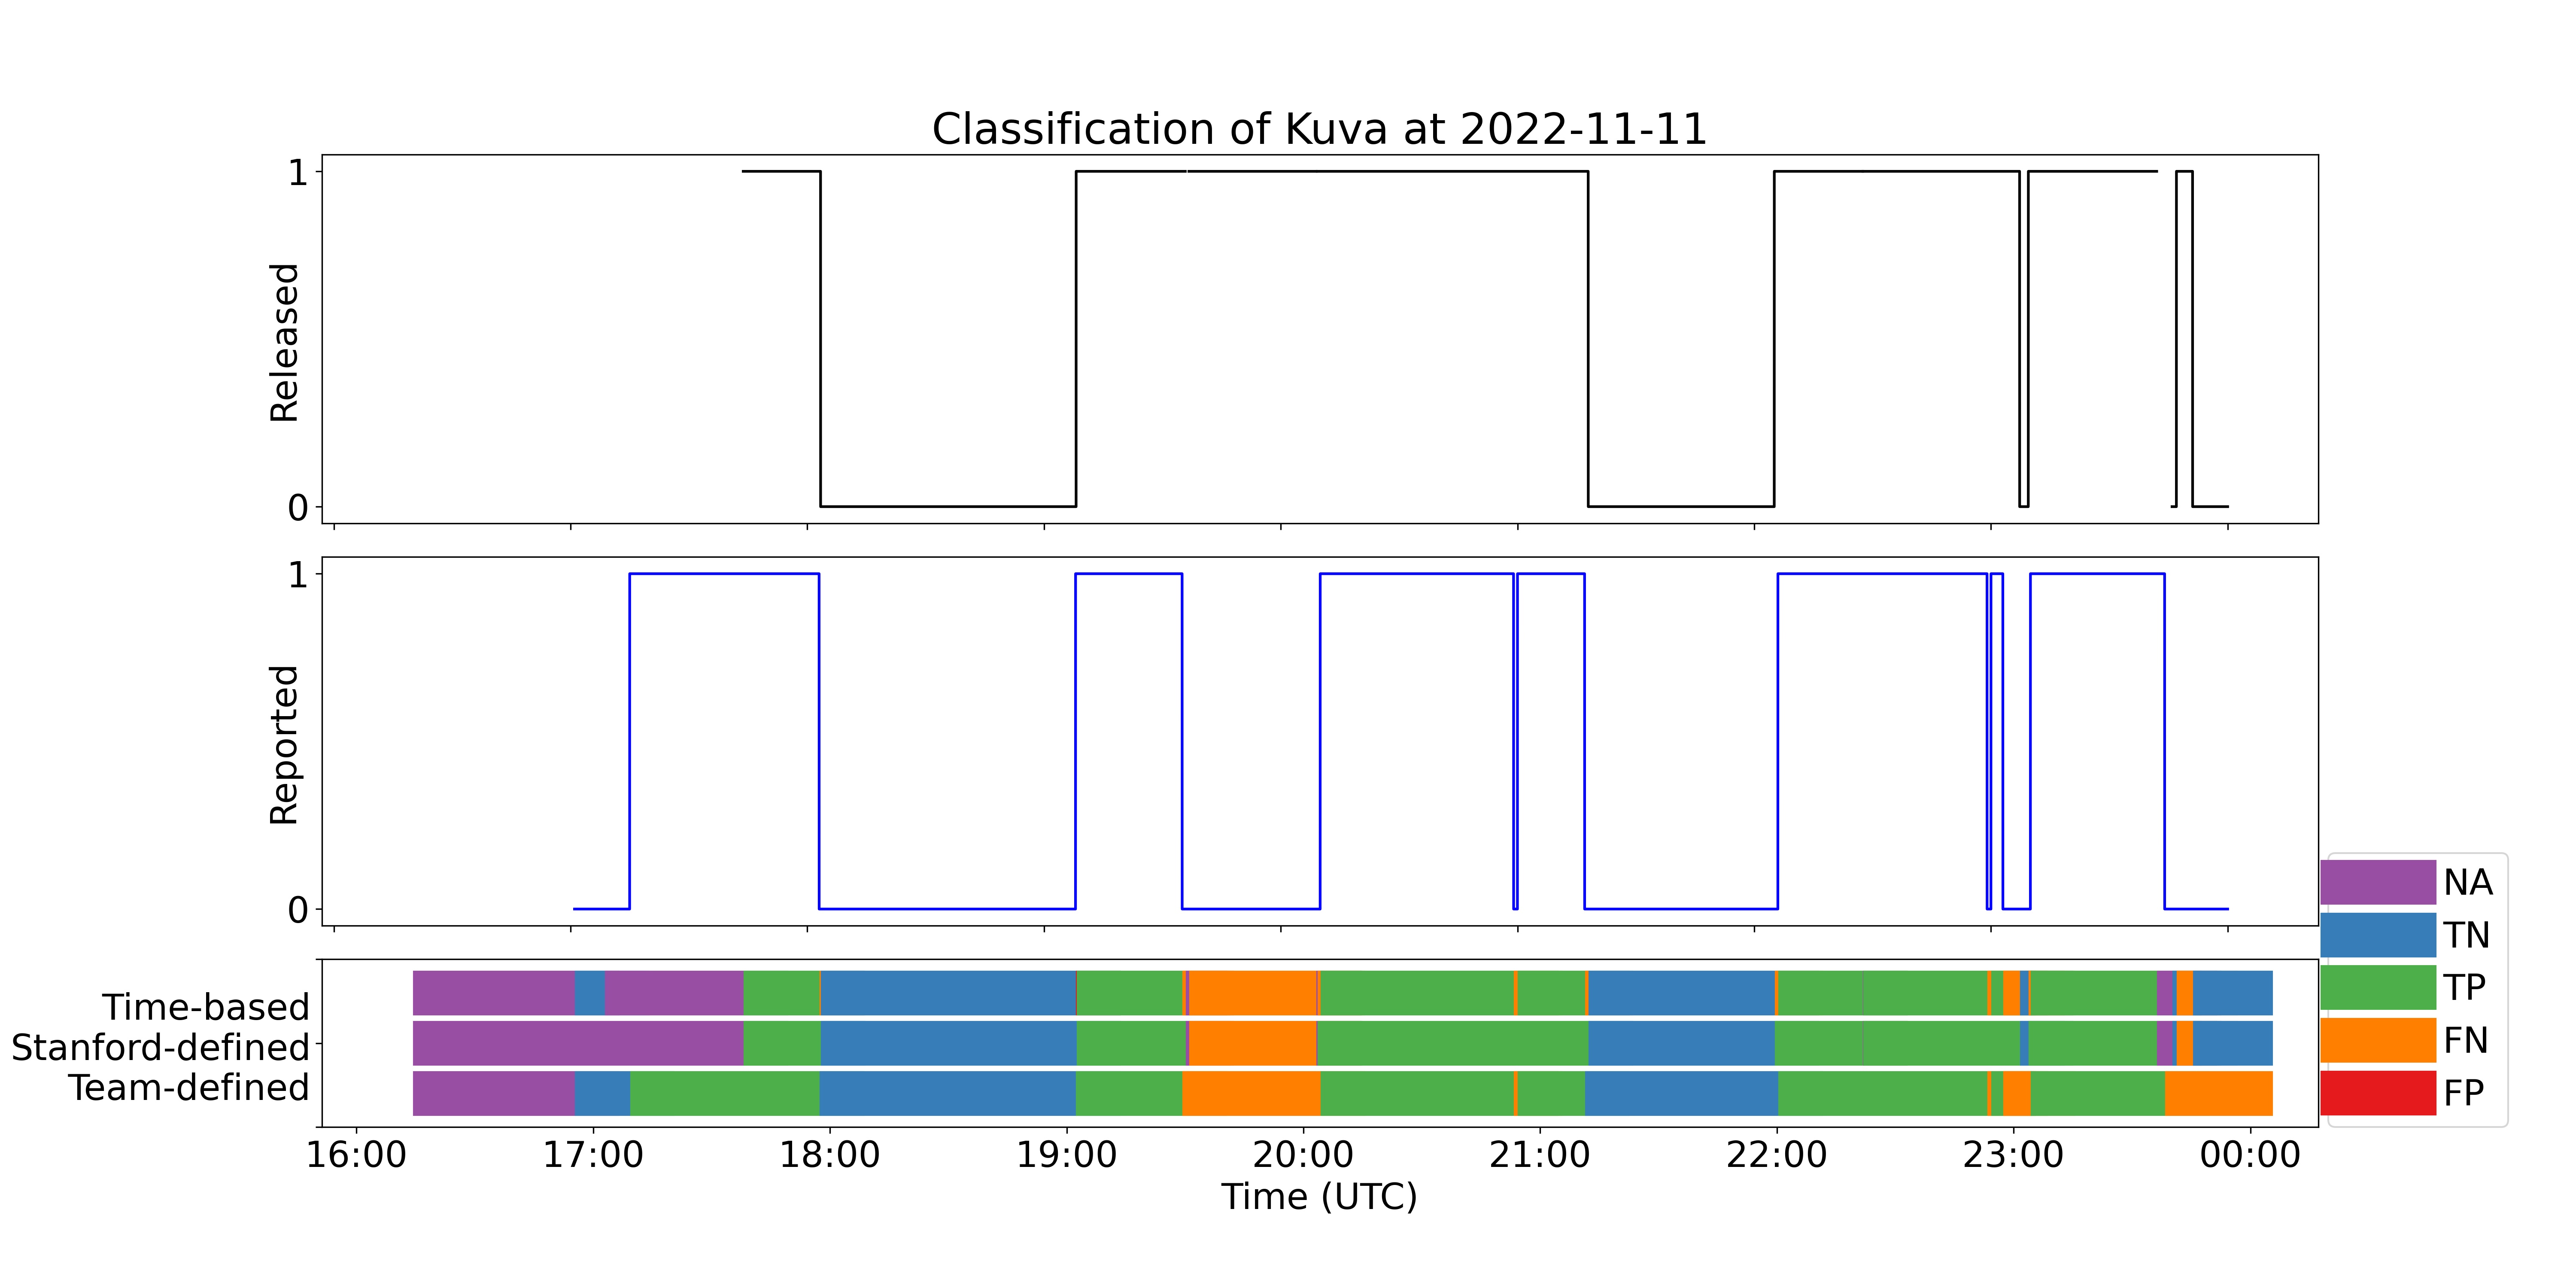 Classification of Kuva at 2022-11-11
1
Released
0
1
Reported
0
Time-based
Stanford-defined
Team-defined
NA
TN
TP
FN
FP
16:00 17:00 18:00 19:00 20:00 21:00 22:00 23:00 00:00
Time (UTC)